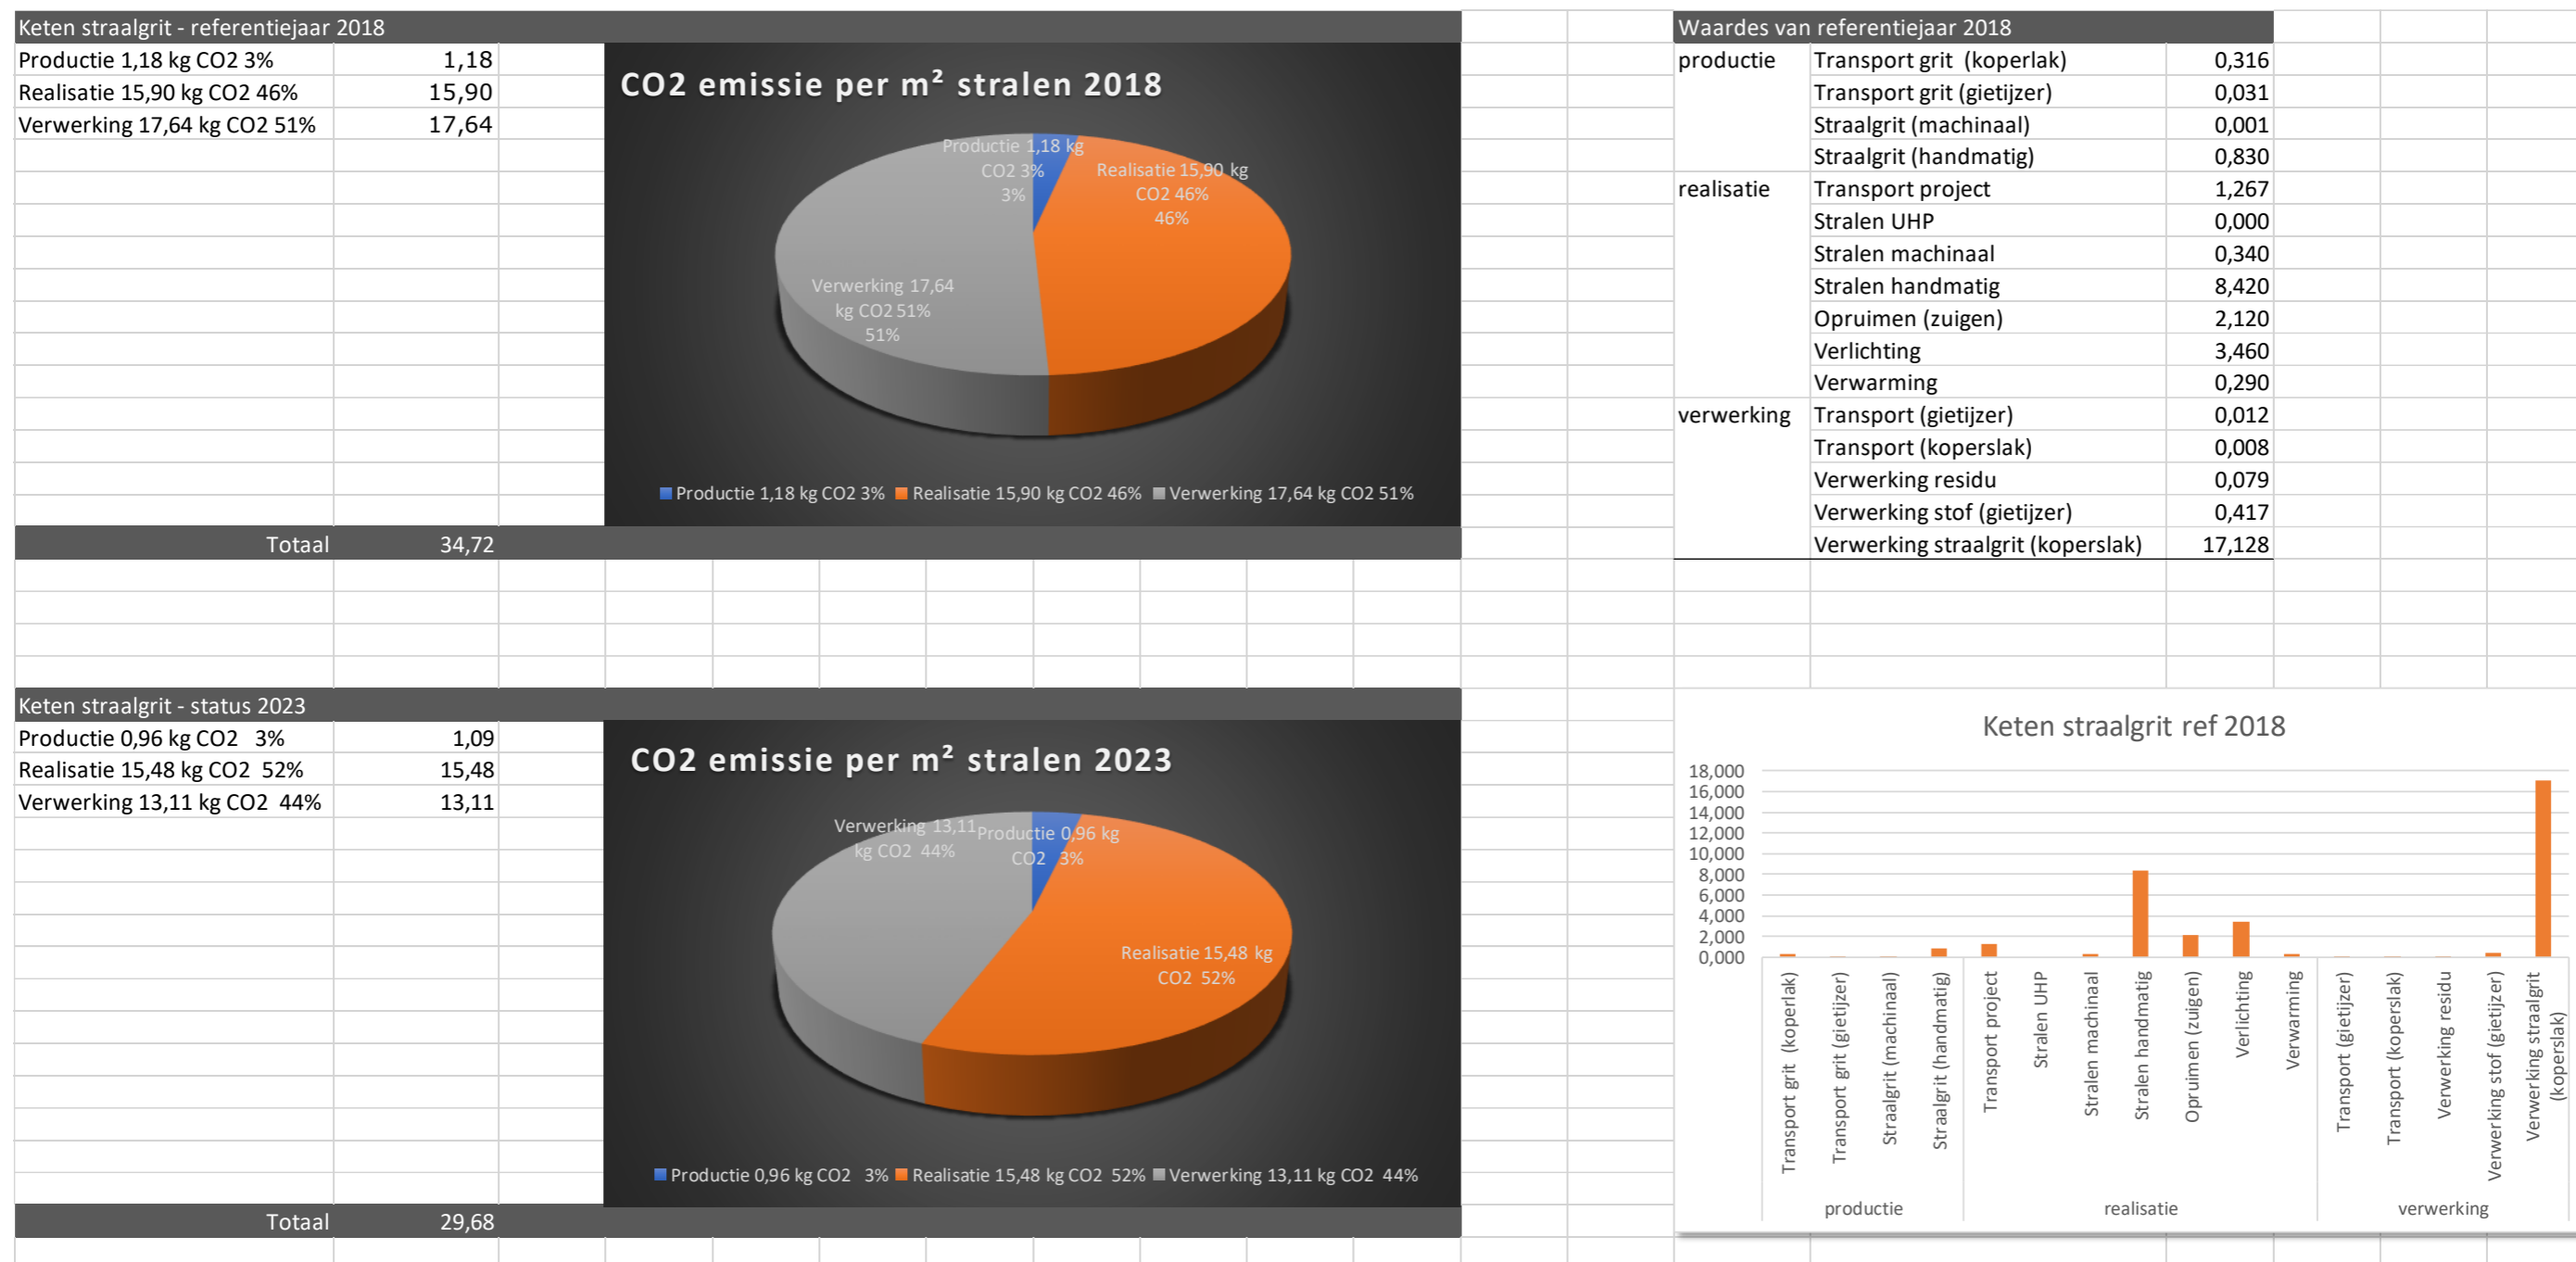 Keten straalgrit - referentiejaar 2018
Productie 1,18 kg CO2 3% 1,18
Realisatie 15,90 kg CO2 46% 15,90
Verwerking 17,64 kg CO2 51% 17,64
CO2 emissie per m² stralen 2018
Productie 1,18 kg
CO2 3%
3%
Realisatie 15,90 kg
CO2 46%
46%
Verwerking 17,64
kg CO2 51%
51%
Productie 1,18 kg CO2 3% Realisatie 15,90 kg CO2 46% Verwerking 17,64 kg CO2 51%
Totaal 34,72
Waardes van referentiejaar 2018
productie Transport grit (koperlak) 0,316
Transport grit (gietijzer) 0,031
Straalgrit (machinaal) 0,001
Straalgrit (handmatig) 0,830
realisatie Transport project 1,267
Stralen UHP 0,000
Stralen machinaal 0,340
Stralen handmatig 8,420
Opruimen (zuigen) 2,120
Verlichting 3,460
Verwarming 0,290
verwerking Transport (gietijzer) 0,012
Transport (koperslak) 0,008
Verwerking residu 0,079
Verwerking stof (gietijzer) 0,417
Verwerking straalgrit (koperslak) 17,128
Keten straalgrit - status 2023
Productie 0,96 kg CO2 3% 1,09
Realisatie 15,48 kg CO2 52% 15,48
Verwerking 13,11 kg CO2 44% 13,11
CO2 emissie per m² stralen 2023
Verwerking 13,11
kg CO2 44%
Productie 0,96 kg
CO2 3%
Realisatie 15,48 kg
CO2 52%
Productie 0,96 kg CO2 3% Realisatie 15,48 kg CO2 52% Verwerking 13,11 kg CO2 44%
Totaal 29,68
Keten straalgrit ref 2018
18,000
16,000
14,000
12,000
10,000
8,000
6,000
4,000
2,000
0,000
Transport grit (koperlak)
Transport grit (gietijzer)
Straalgrit (machinaal)
Straalgrit (handmatig)
Transport project
Stralen UHP
Stralen machinaal
Stralen handmatig
Opruimen (zuigen)
Verlichting
Verwarming
Transport (gietijzer)
Transport (koperslak)
Verwerking residu
Verwerking stof (gietijzer)
Verwerking straalgrit
(koperslak)
productie realisatie verwerking